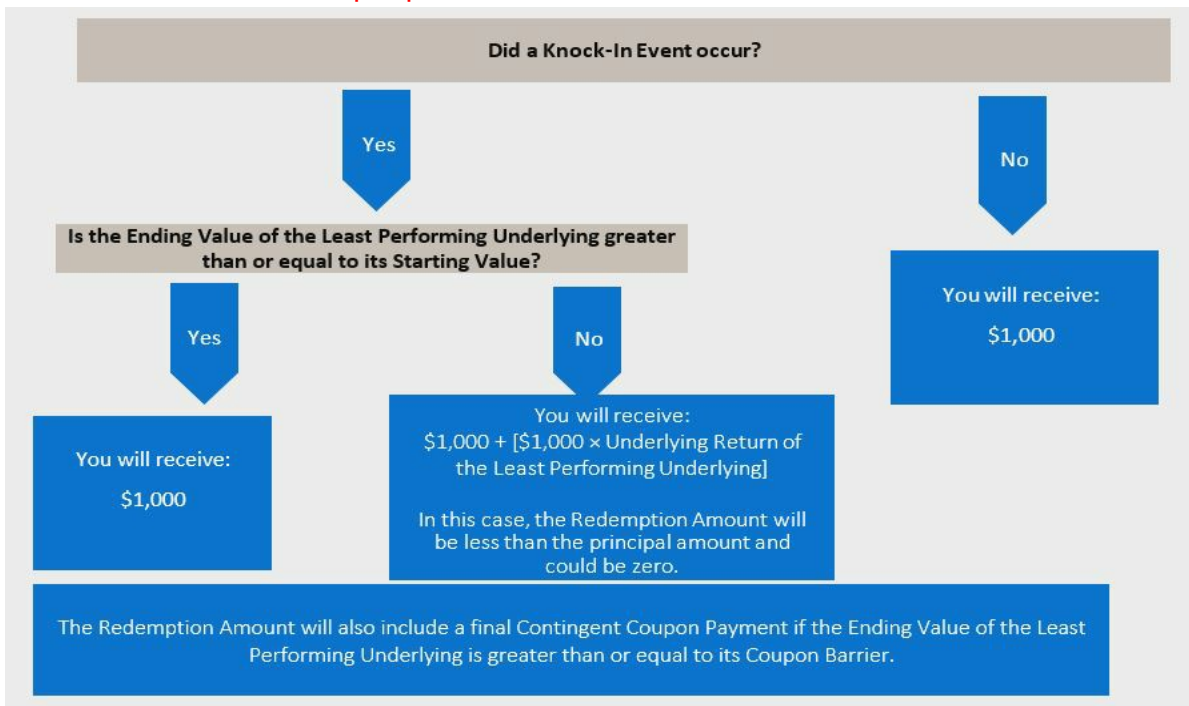 Did a Knock-In Event occur?
Yes
No
Is the Ending Value of the Least Performing Underlying greater
than or equal to its Starting Value?
You will receive:
$1,000
Yes
No
You will receive:
$1,000
You will receive:
$1,000 + [$1,000 × Underlying Return of
the Least Performing Underlying]
In this case, the Redemption Amount will
be less than the principal amount and
could be zero.
The Redemption Amount will also include a final Contingent Coupon Payment if the Ending Value of the Least
Performing Underlying is greater than or equal to its Coupon Barrier.